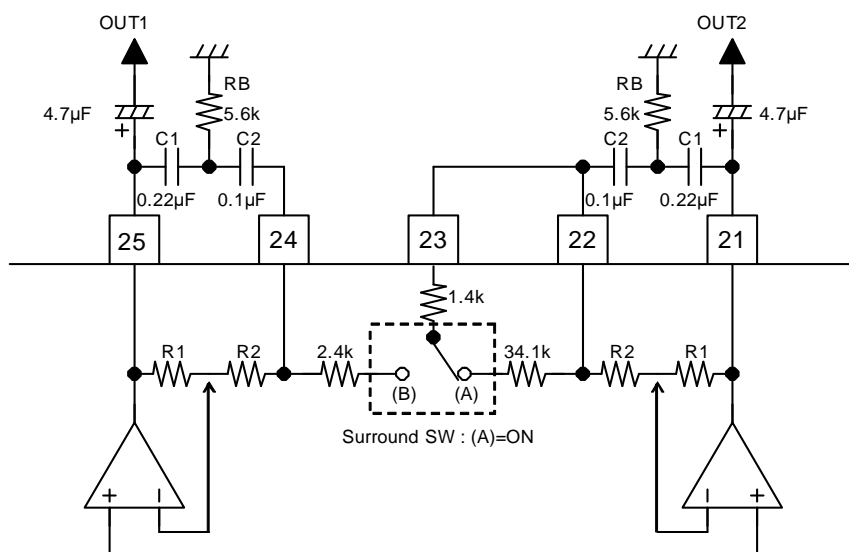 OUT1 OUT2
RB RB
4.7µF 5.6k 5.6k 4.7µF
+ +
C1 C2 C2 C1
0.22µF 0.1µF 0.1µF 0.22µF
25 24 23 22 21
1.4k
R1 R2 2.4k 34.1k R2 R1
(B) (A)
Surround SW : (A)=ON
+ − − +